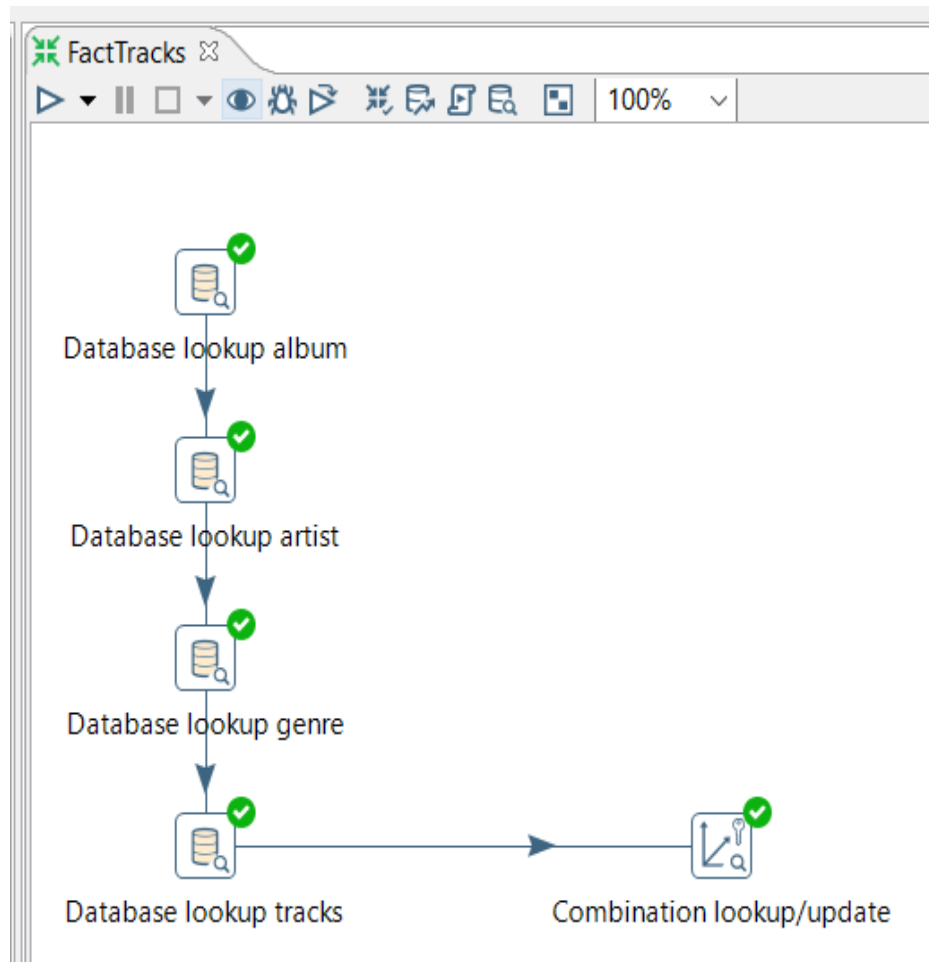 FactTracks
100%
Database lookup album
Database lookup artist
Database lookup genre
Database lookup tracks
Combination lookup/update